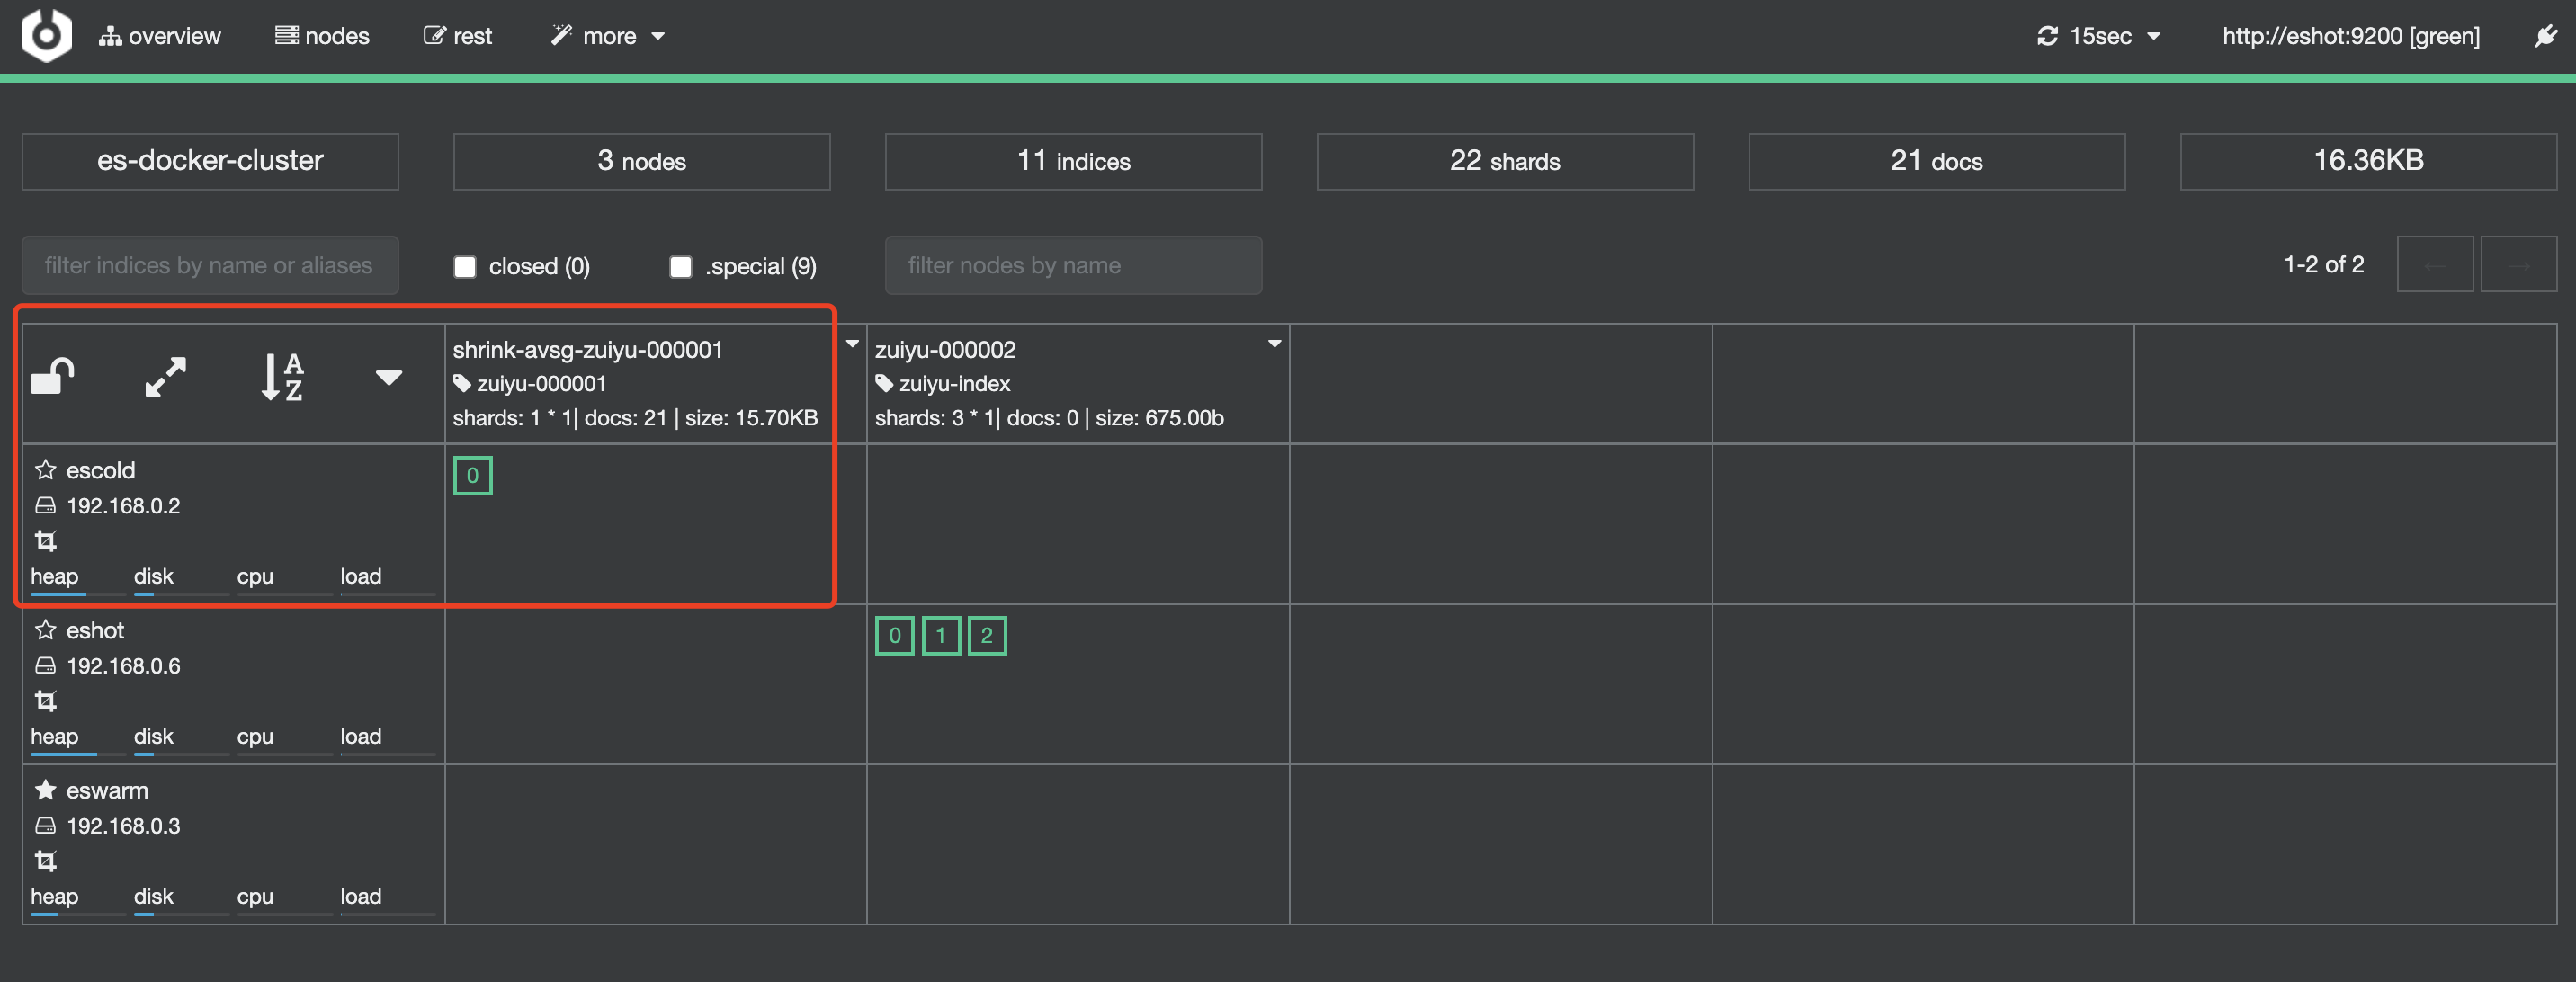 overview nodes rest more 15sec http://eshot:9200 [green]
es-docker-cluster 3 nodes 11 indices 22 shards 21 docs 16.36KB
filter indices by name or aliases closed (0) .special (9) filter nodes by name 1-2 of 2 ← →
A
Z
shrink-avsg-zuiyu-000001
zuiyu-000001
shards: 1 * 1| docs: 21 | size: 15.70KB
zuiyu-000002
zuiyu-index
shards: 3 * 1| docs: 0 | size: 675.00b
escold
192.168.0.2
heap disk cpu load
0
eshot
192.168.0.6
heap disk cpu load
0 1 2
eswarm
192.168.0.3
heap disk cpu load